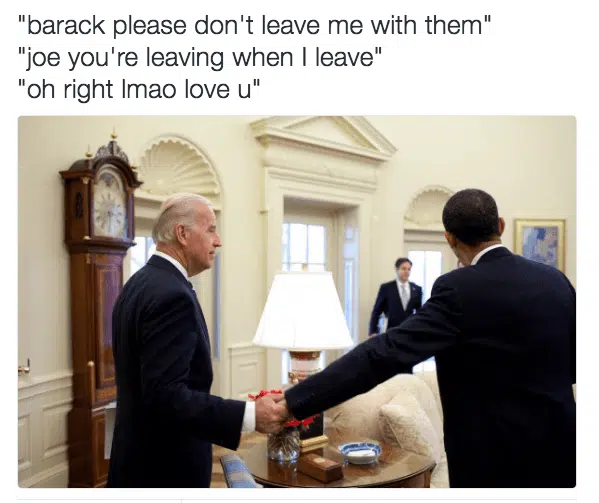 "barack please don't leave me with them"
"joe you're leaving when I leave"
"oh right lmao love u"